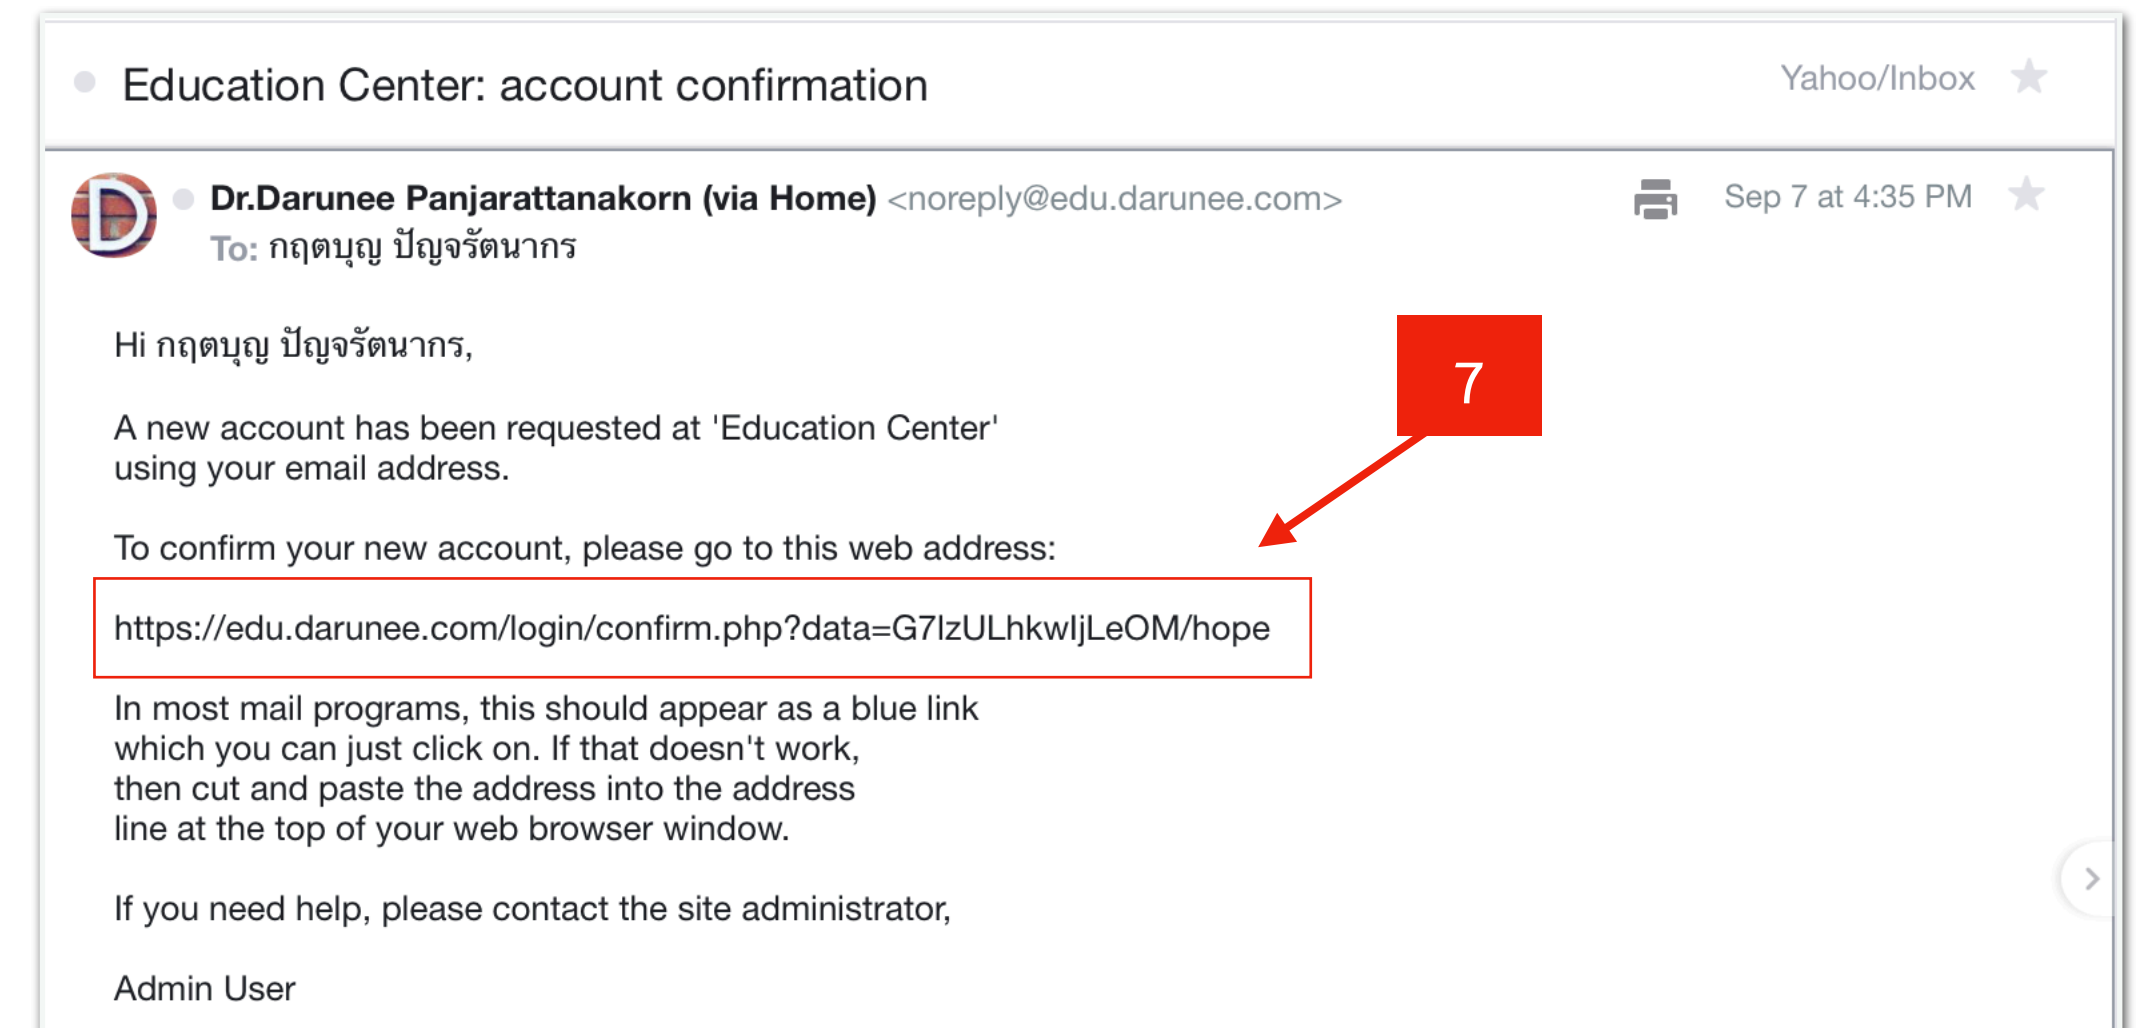 Education Center: account confirmation
Yahoo/Inbox
D
Dr.Darunee Panjarattanakorn (via Home) <noreply@edu.darunee.com>
Sep 7 at 4:35 PM
To: กฤตบุญ ปัญจรัตนากร
Hi กฤตบุญ ปัญจรัตนากร,
7
A new account has been requested at 'Education Center'
using your email address.
To confirm your new account, please go to this web address:
https://edu.darunee.com/login/confirm.php?data=G7IzULhkwIjLeOM/hope
In most mail programs, this should appear as a blue link
which you can just click on. If that doesn't work,
then cut and paste the address into the address
line at the top of your web browser window.
If you need help, please contact the site administrator,
Admin User